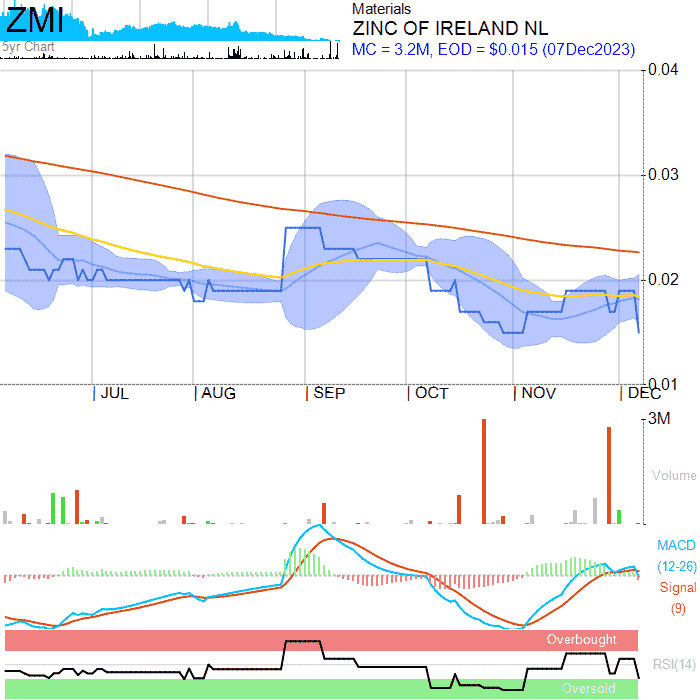 ZMI
5yr Chart
Materials
ZINC OF IRELAND NL
MC = 3.2M, EOD = $0.015 (07Dec2023)
0.04
0.03
0.02
0.01
JUL
AUG
SEP
OCT
NOV
DEC
3M
Volume
MACD
(12-26)
Signal
(9)
Overbought
RSI(14)
Oversold